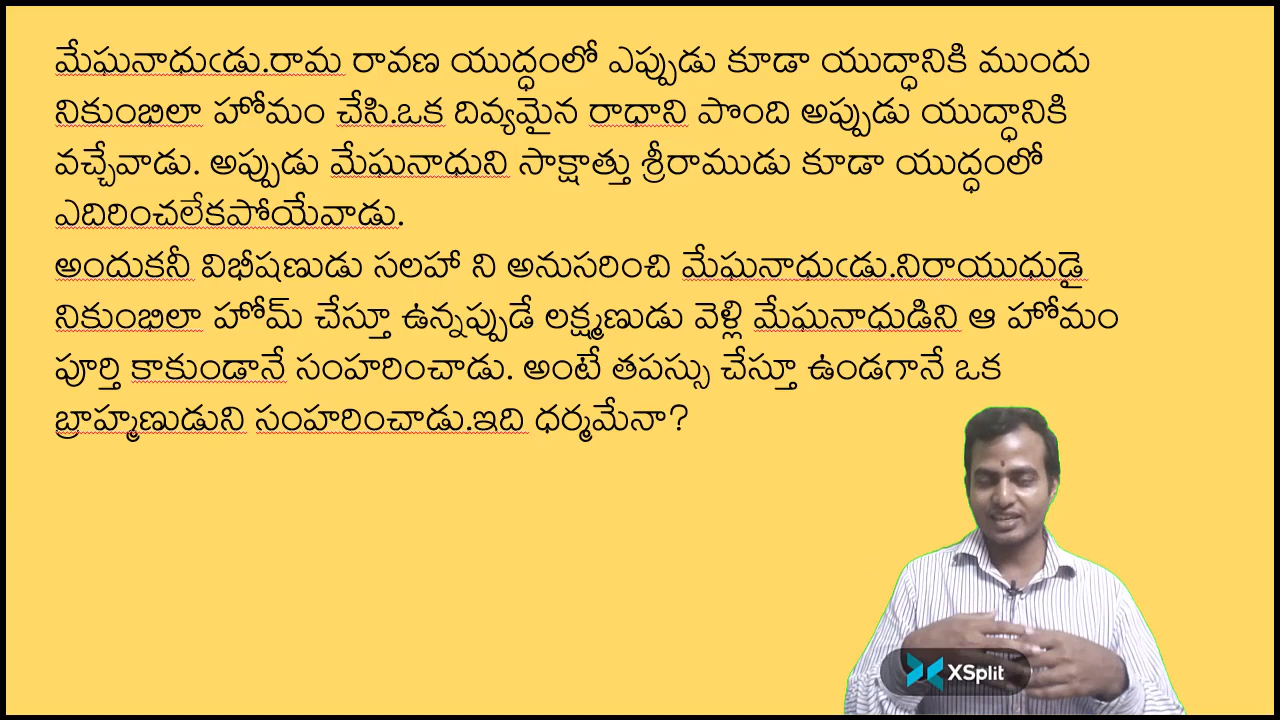 మేఘనాధుఁడు.రామ రావణ యుద్ధంలో ఎప్పుడు కూడా యుద్ధానికి ముందు
నికుంభిలా హోమం చేసి.ఒక దివ్యమైన రాధాని పొంది అప్పుడు యుద్ధానికి
వచ్చేవాడు. అప్పుడు మేఘనాధుని సాక్షాత్తు శ్రీరాముడు కూడా యుద్ధంలో
ఎదిరించలేకపోయేవాడు.
అందుకనీ విభీషణుడు సలహా ని అనుసరించి మేఘనాధుఁడు.నిరాయుధుడై
నికుంభిలా హోమ్ చేస్తూ ఉన్నప్పుడే లక్ష్మణుడు వెళ్లి మేఘనాధుడిని ఆ హోమం
పూర్తి కాకుండానే సంహరించాడు. అంటే తపస్సు చేస్తూ ఉండగానే ఒక
బ్రాహ్మణుడుని సంహరించాడు.ఇది ధర్మమేనా?
XSplit